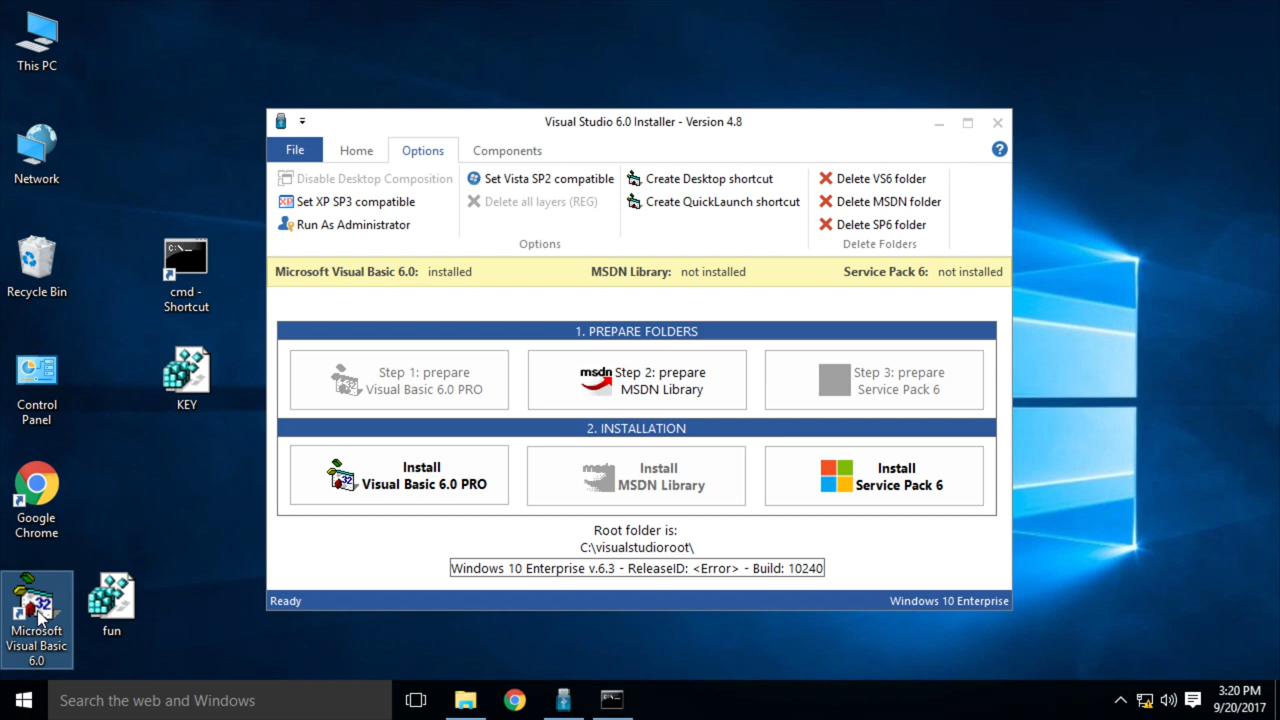 This PC
Network
Recycle Bin
Control
Panel
Google
Chrome
Microsoft
Visual Basic
6.0
cmd -
Shortcut
KEY
fun
Visual Studio 6.0 Installer - Version 4.8
File
Home
Options
Components
Disable Desktop Composition
Set XP SP3 compatible
Run As Administrator
Set Vista SP2 compatible
Delete all layers (REG)
Options
Create Desktop shortcut
Create QuickLaunch shortcut
Delete VS6 folder
Delete MSDN folder
Delete SP6 folder
Delete Folders
Microsoft Visual Basic 6.0: installed
MSDN Library: not installed
Service Pack 6: not installed
1. PREPARE FOLDERS
Step 1: prepare
Visual Basic 6.0 PRO
msdn
Step 2: prepare
MSDN Library
Step 3: prepare
Service Pack 6
2. INSTALLATION
Install
Visual Basic 6.0 PRO
msdn
Install
MSDN Library
Install
Service Pack 6
Root folder is:
C:\visualstudioroot\
Windows 10 Enterprise v.6.3 - ReleaseID: <Error> - Build: 10240
Ready
Windows 10 Enterprise
Search the web and Windows
3:20 PM
9/20/2017